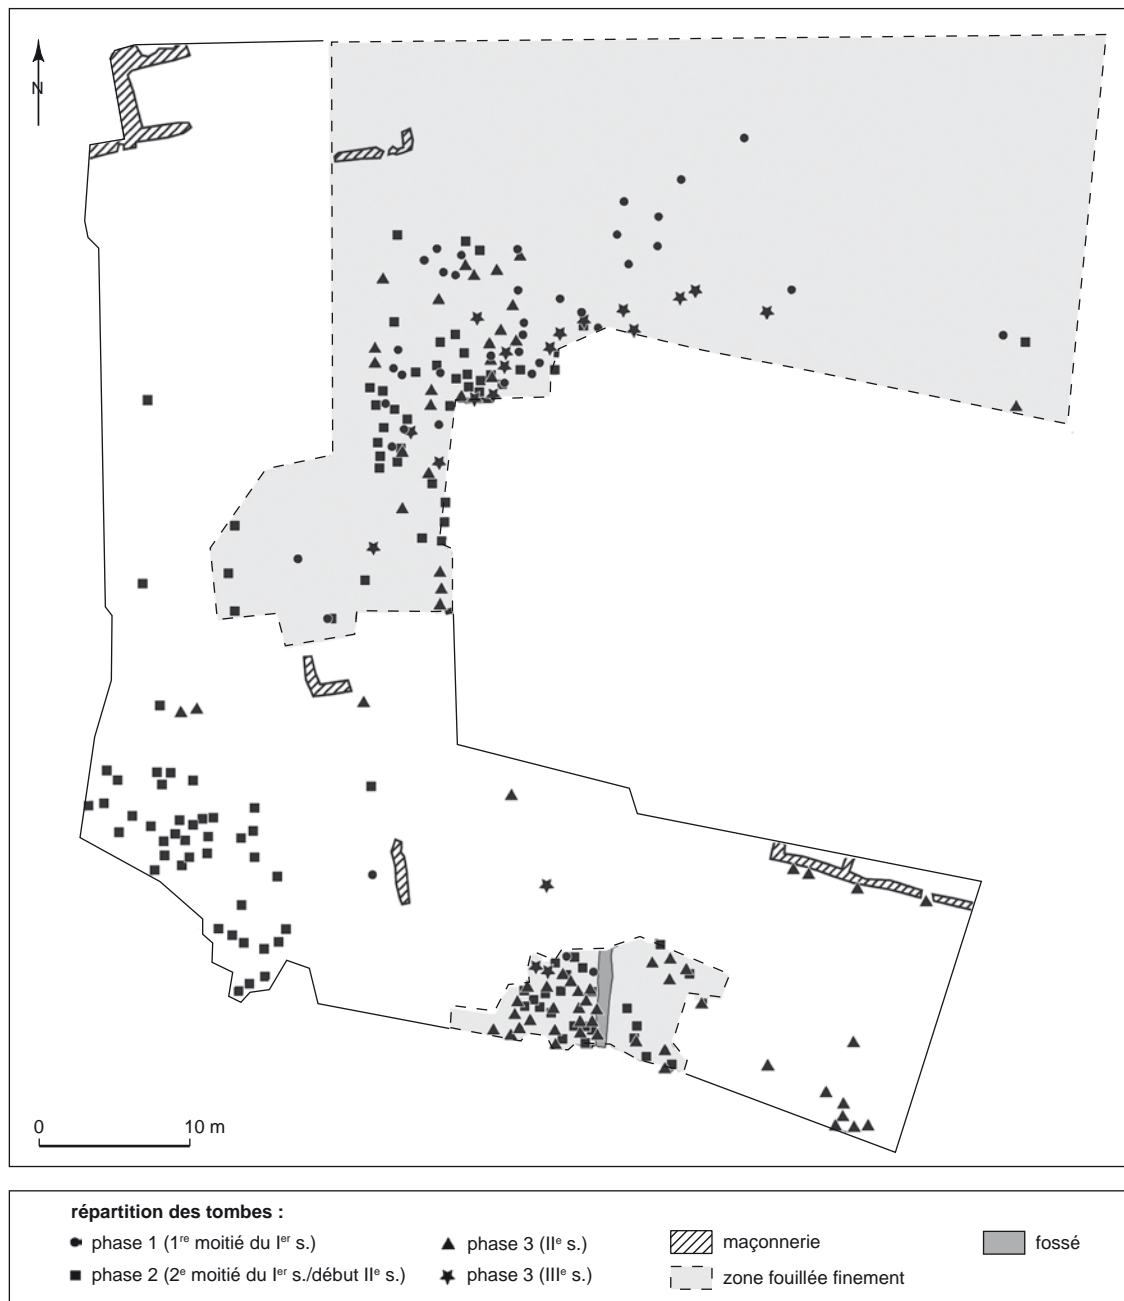 N
0 10 m
répartition des tombes :
phase 1 (1re moitié du Ier s.)
phase 2 (2e moitié du Ier s./début IIe s.)
phase 3 (IIe s.)
phase 3 (IIIe s.)
maçonnerie
zone fouillée finement
fossé